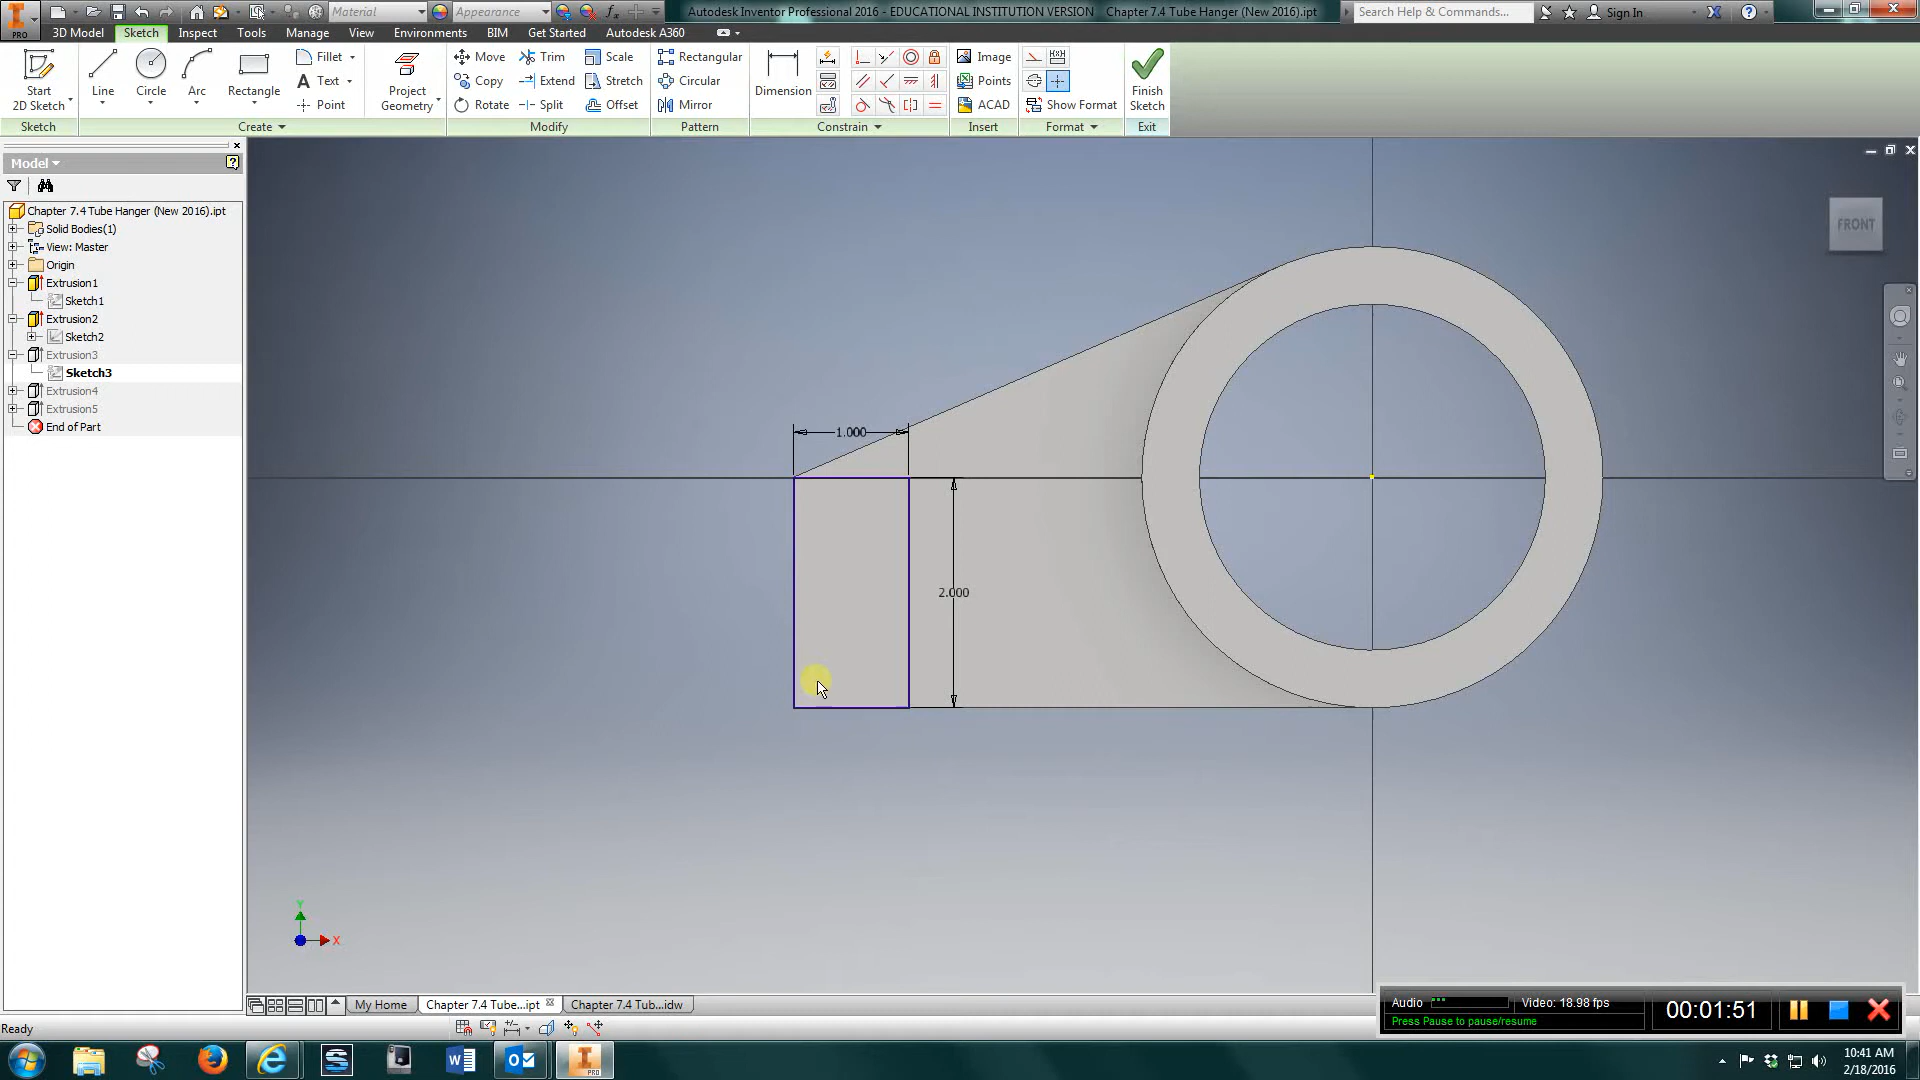 Material
Appearance
Autodesk Inventor Professional 2016 - EDUCATIONAL INSTITUTION VERSION Chapter 7.4 Tube Hanger (New 2016).ipt
Search Help & Commands...
Sign In
PRO
3D Model Sketch Inspect Tools Manage View Environments BIM Get Started Autodesk A360
Start
2D Sketch
Line
Circle
Arc
Rectangle
Fillet
Text
Point
Project
Geometry
Move
Copy
Rotate
Trim
Extend
Split
Scale
Stretch
Offset
Rectangular
Circular
Mirror
Dimension
Image
Points
ACAD
Show Format
Finish
Sketch
Sketch Create Modify Pattern Constrain Insert Format Exit
Model
Chapter 7.4 Tube Hanger (New 2016).ipt
Solid Bodies(1)
View: Master
Origin
Extrusion1
Sketch1
Extrusion2
Sketch2
Extrusion3
Sketch3
Extrusion4
Extrusion5
End of Part
FRONT
1.000
2.000
Y
X
My Home
Chapter 7.4 Tube...ipt
Chapter 7.4 Tub...idw
Ready
Audio
Video: 18.98 fps
Press Pause to pause/resume
00:01:51
PRO
10:41 AM
2/18/2016